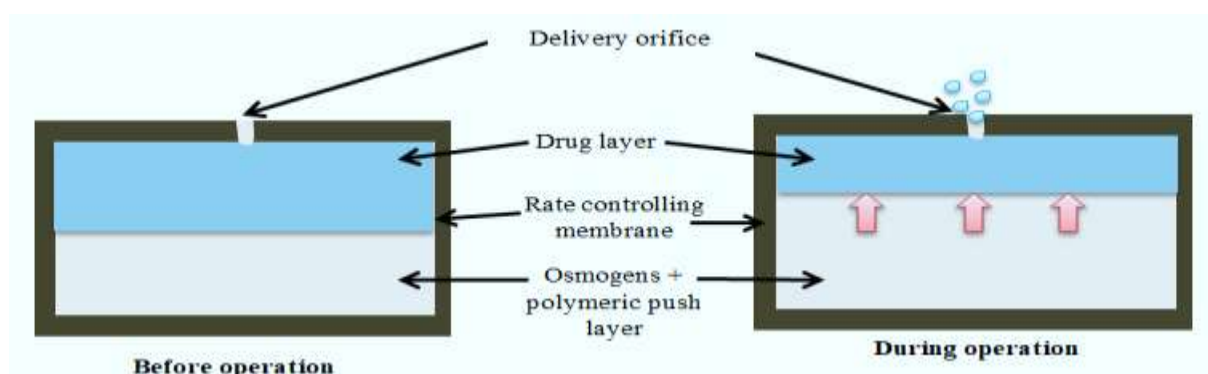 Delivery orifice
Drug layer
Rate controlling
membrane
Osmogens +
polymeric push
layer
Before operation
During operation